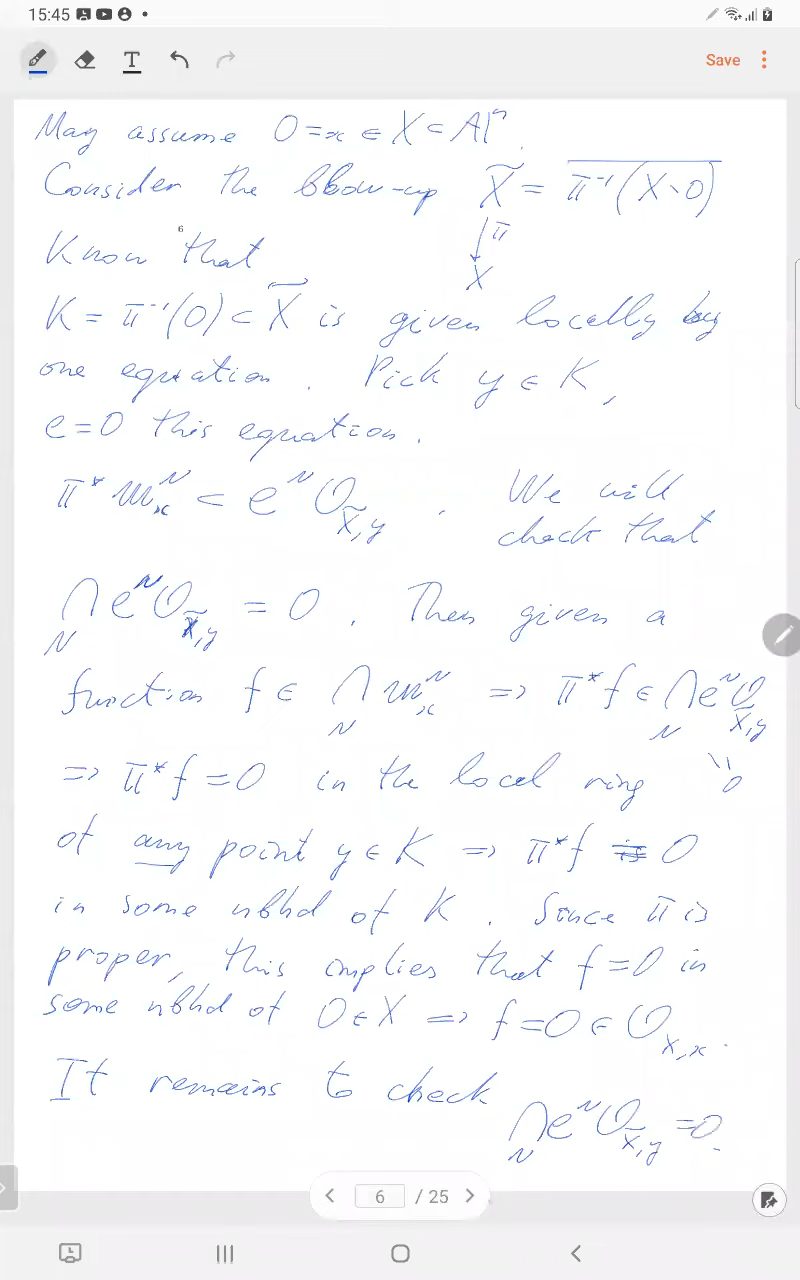 15:45
T
Save
May assume 0=x ∈ X ⊂ 𝔸ⁿ.
Consider the blow-up X̃ = \overline{π⁻¹(X∖0)}
↓π
6
Know that
X
K = π⁻¹(0) ⊂ X̃ is given locally by
one equation. Pick y ∈ K,
e=0 this equation.
π* m_x^N ⊂ e^N O_{X̃,y}. We will
check that
⋂_N e^N O_{X̃,y} = 0. Then given a
function f ∈ ⋂_N m_x^N ⇒ π*f ∈ ⋂_N e^N O_{X̃,y}
⇒ π*f = 0 in the local ring
"0
of any point y ∈ K ⇒ π*f = 0
in some nbhd of K. Since π is
proper, this implies that f=0 in
some nbhd of 0 ∈ X ⇒ f=0 ∈ O_{X,x}.
It remains to check
⋂_N e^N O_{X̃,y} = 0.
6 / 25